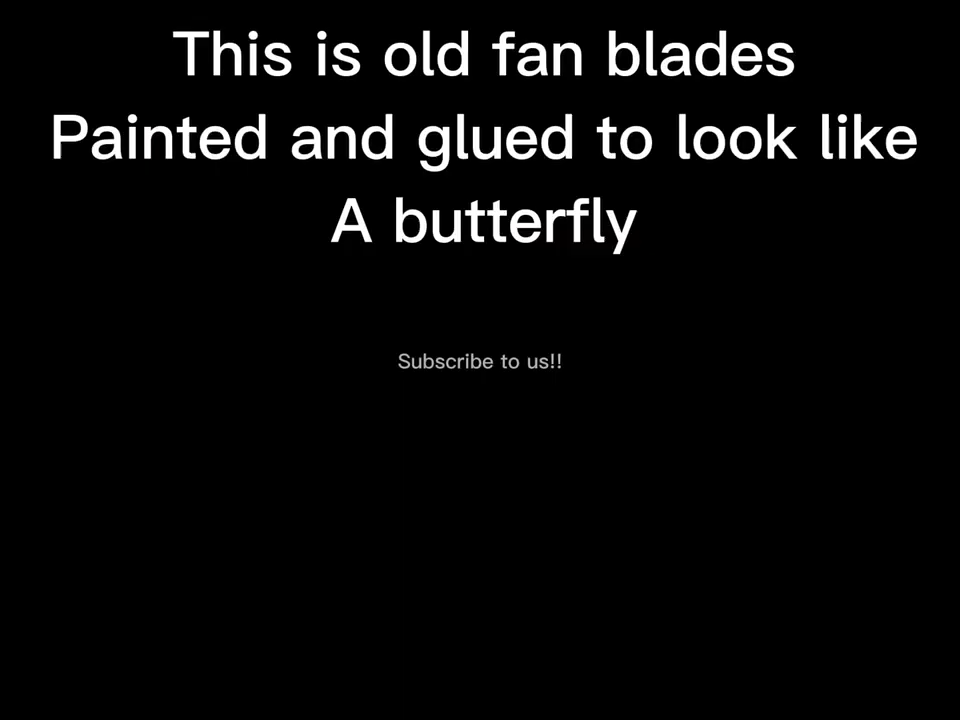 This is old fan blades
Painted and glued to look like
A butterfly
Subscribe to us!!